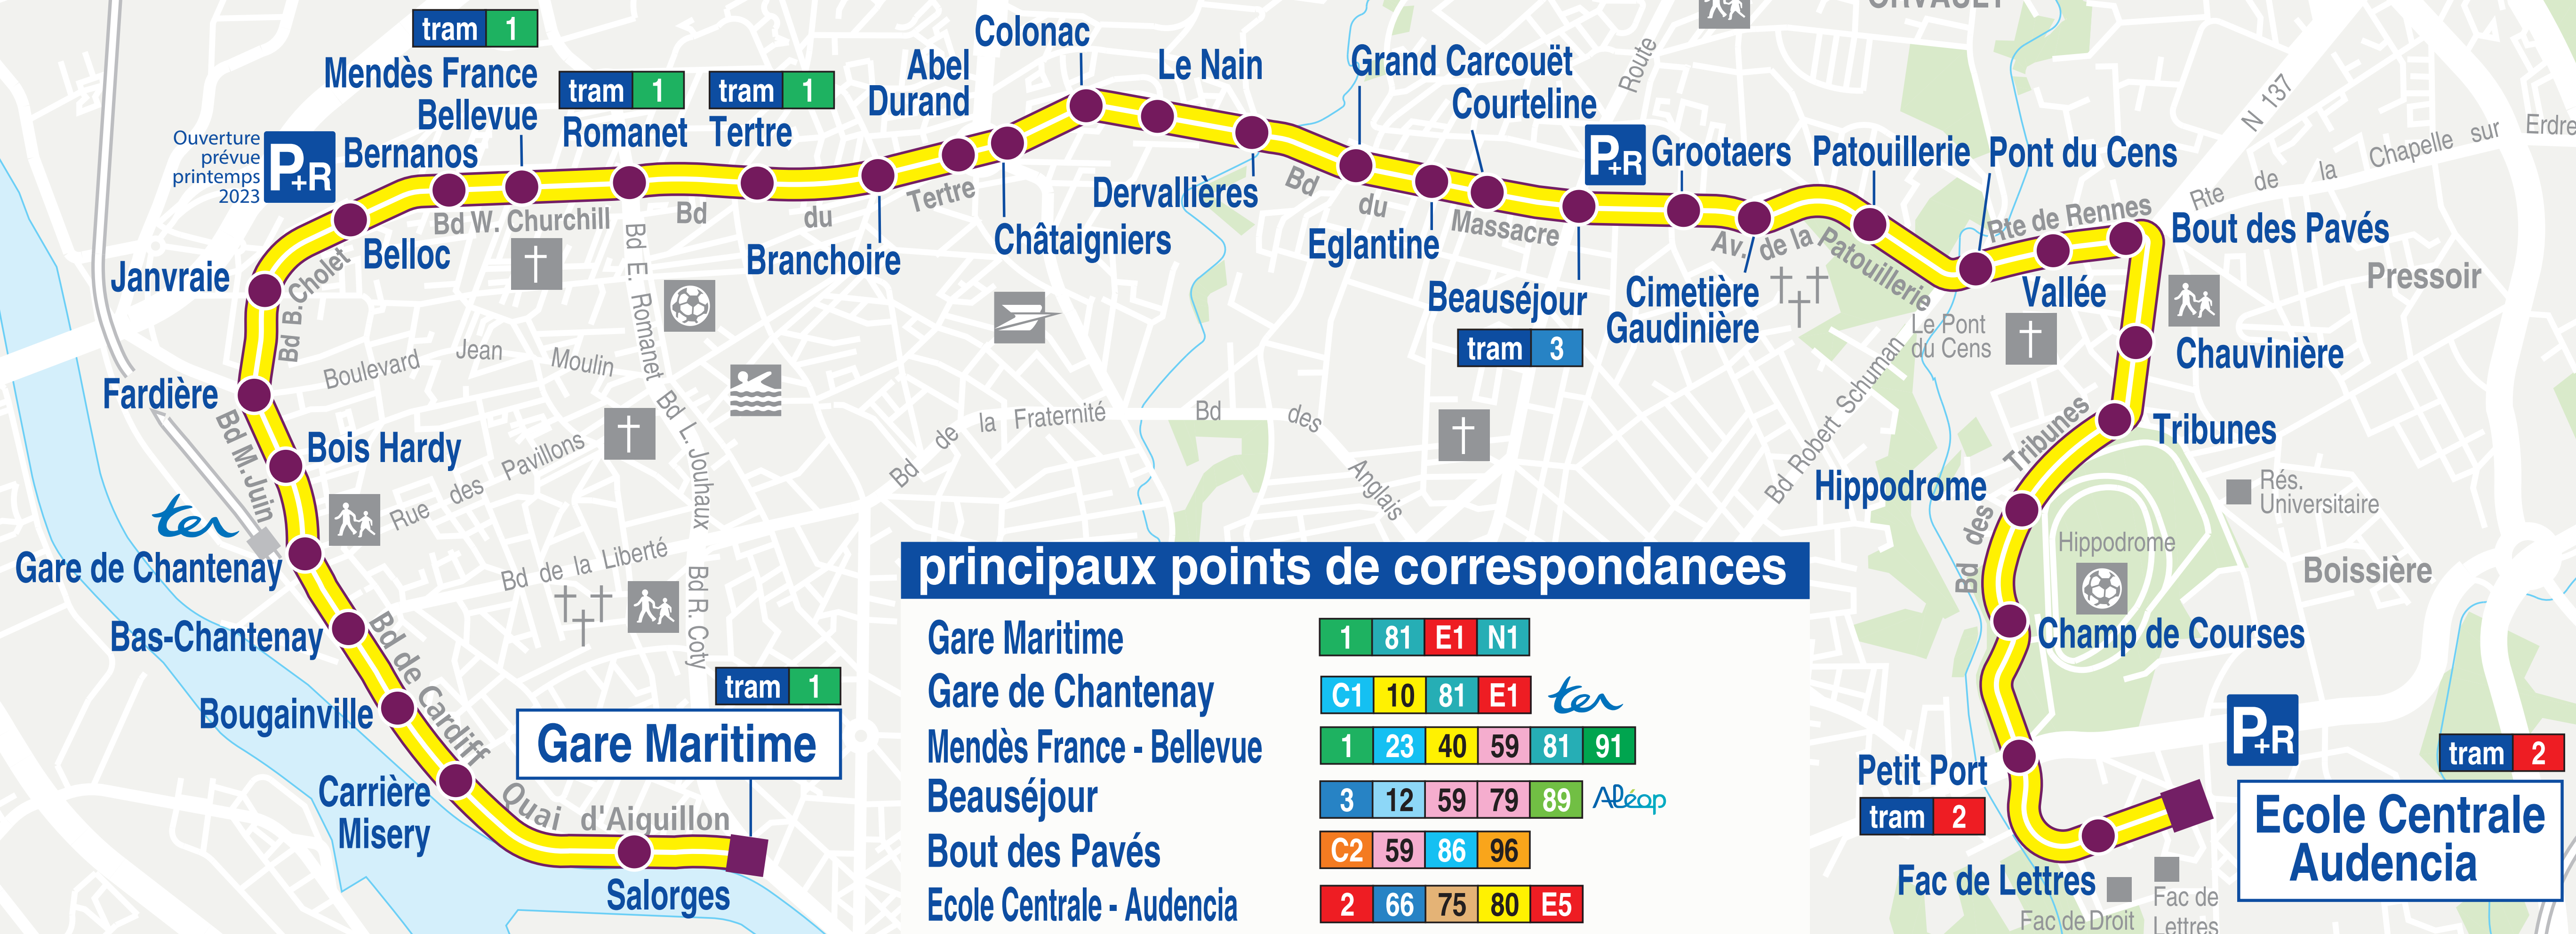 ORVAULT
tram 1
Mendès France
Bellevue
tram 1
Romanet
tram 1
Tertre
Abel
Durand
Colonac
Le Nain
Grand Carcouët
Courteline
Route
N 137
Erdre
Rte de la Chapelle sur
Ouverture
prévue
printemps
2023
P+R
Bernanos
P+R
Grootaers
Patouillerie
Pont du Cens
Bd W. Churchill
Bd du Tertre
Dervallières
Bd du Massacre
Rte de Rennes
Bout des Pavés
Janvraie
Belloc
Branchoire
Châtaigniers
Eglantine
Av. de la Patouillerie
Pressoir
Bd B.Cholet
Bd E. Romanet
Beauséjour
tram 3
Cimetière
Gaudinière
Vallée
Le Pont
du Cens
Chauvinière
Boulevard Jean Moulin
Fardière
Bd M.Juin
Bois Hardy
Bd L. Jouhaux
Bd de la Fraternité
Bd des Anglais
Bd Robert Schuman
Tribunes
Bd des Tribunes
Hippodrome
Rés.
Universitaire
Rue des Pavillons
ter
Gare de Chantenay
Bd de la Liberté
Hippodrome
Boissière
Bas-Chantenay
Bd de Cardiff
Bd R. Coty
Champ de Courses
Bougainville
tram 1
Gare Maritime
Carrière
Misery
Quai d'Aiquillon
Salorges
principaux points de correspondances
Gare Maritime 1 81 E1 N1
Gare de Chantenay C1 10 81 E1 ter
Mendès France - Bellevue 1 23 40 59 81 91
Beauséjour 3 12 59 79 89 Aléop
Bout des Pavés C2 59 86 96
Ecole Centrale - Audencia 2 66 75 80 E5
Petit Port
tram 2
P+R
tram 2
Ecole Centrale
Audencia
Fac de Lettres
Fac de Droit
Fac de
Lettres